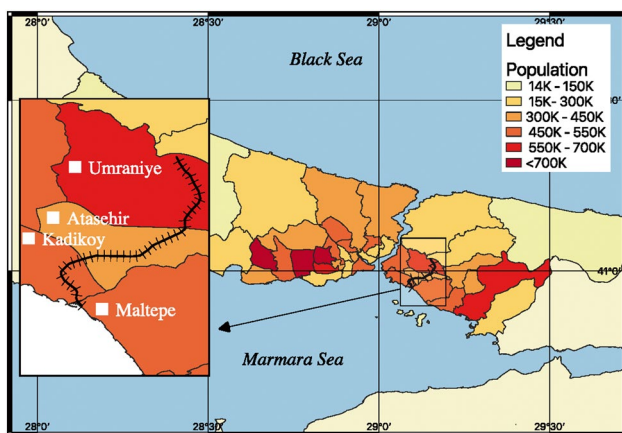 28°0′ 28°30′ 29°0′ 29°30′
Black Sea
Legend
Population
14K - 150K
15K- 300K
300K - 450K
450K - 550K
550K - 700K
<700K
Umraniye
Atasehir
Kadikoy
Maltepe
41°0′
Marmara Sea
28°0′ 28°30′ 29°0′ 29°30′